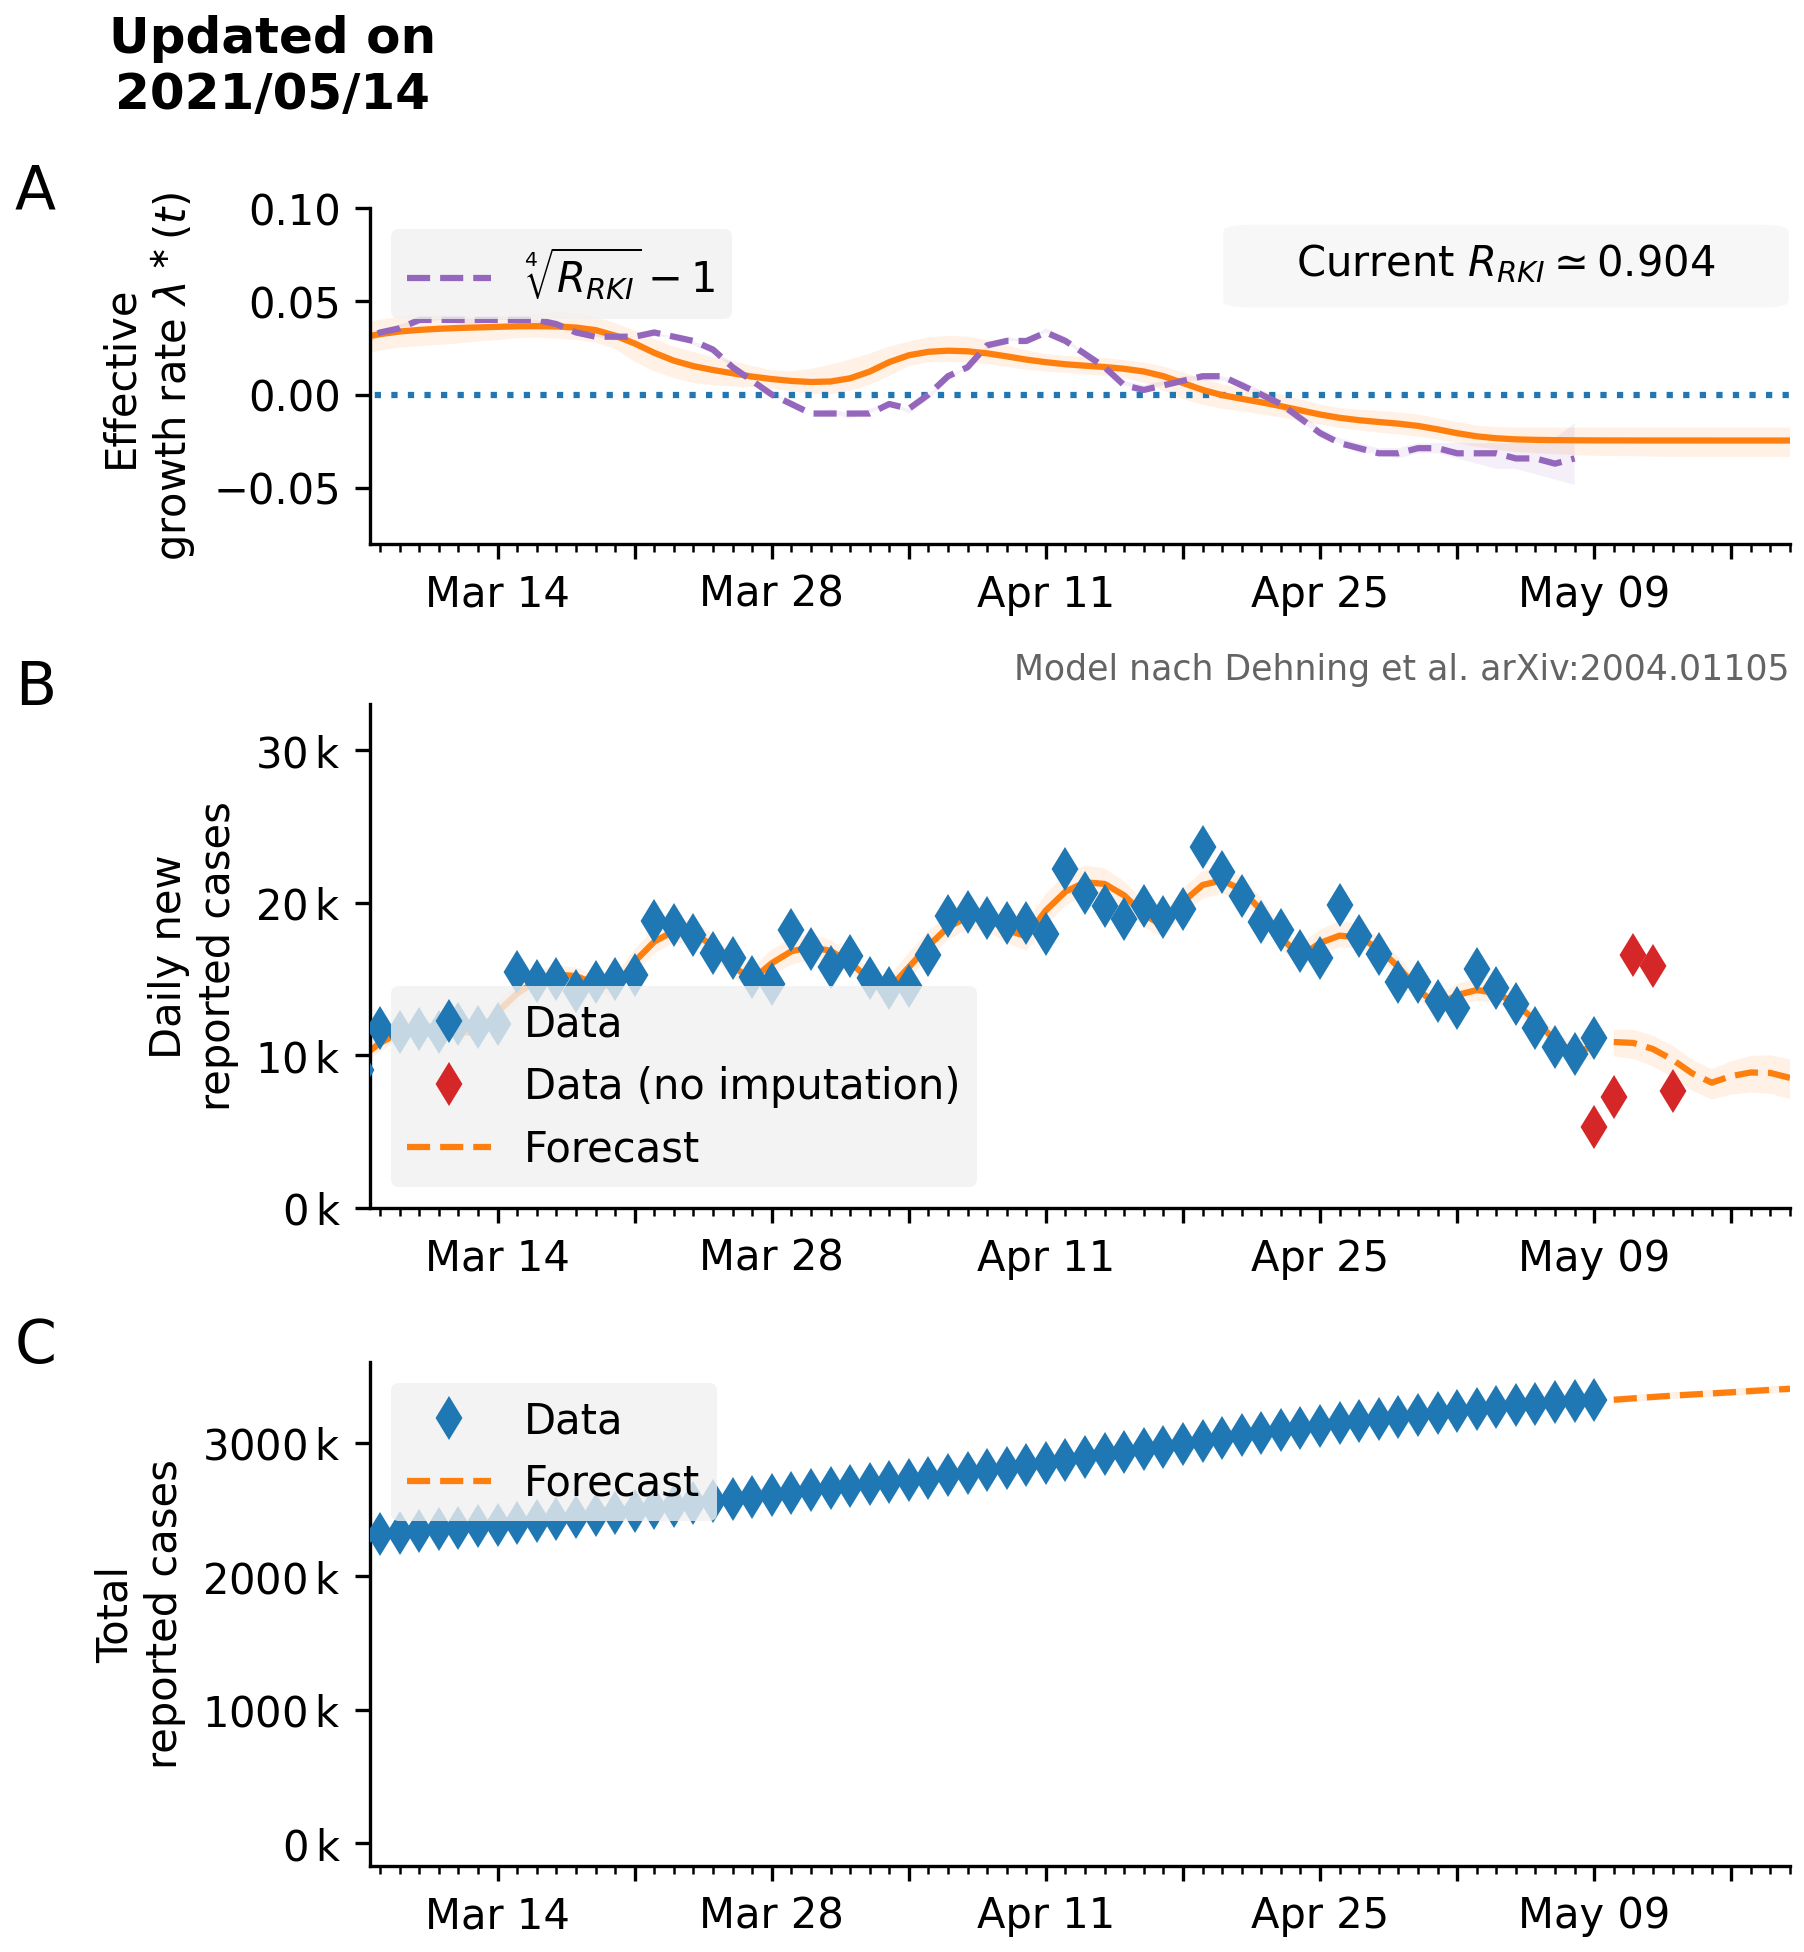 Updated on
2021/05/14
A
Effective
growth rate λ * (t)
0.10
0.05
0.00
−0.05
∜R_RKI − 1
Current R_RKI ≃ 0.904
Mar 14
Mar 28
Apr 11
Apr 25
May 09
B
Model nach Dehning et al. arXiv:2004.01105
Daily new
reported cases
30 k
20 k
10 k
0 k
Data
Data (no imputation)
Forecast
Mar 14
Mar 28
Apr 11
Apr 25
May 09
C
Total
reported cases
3000 k
2000 k
1000 k
0 k
Data
Forecast
Mar 14
Mar 28
Apr 11
Apr 25
May 09